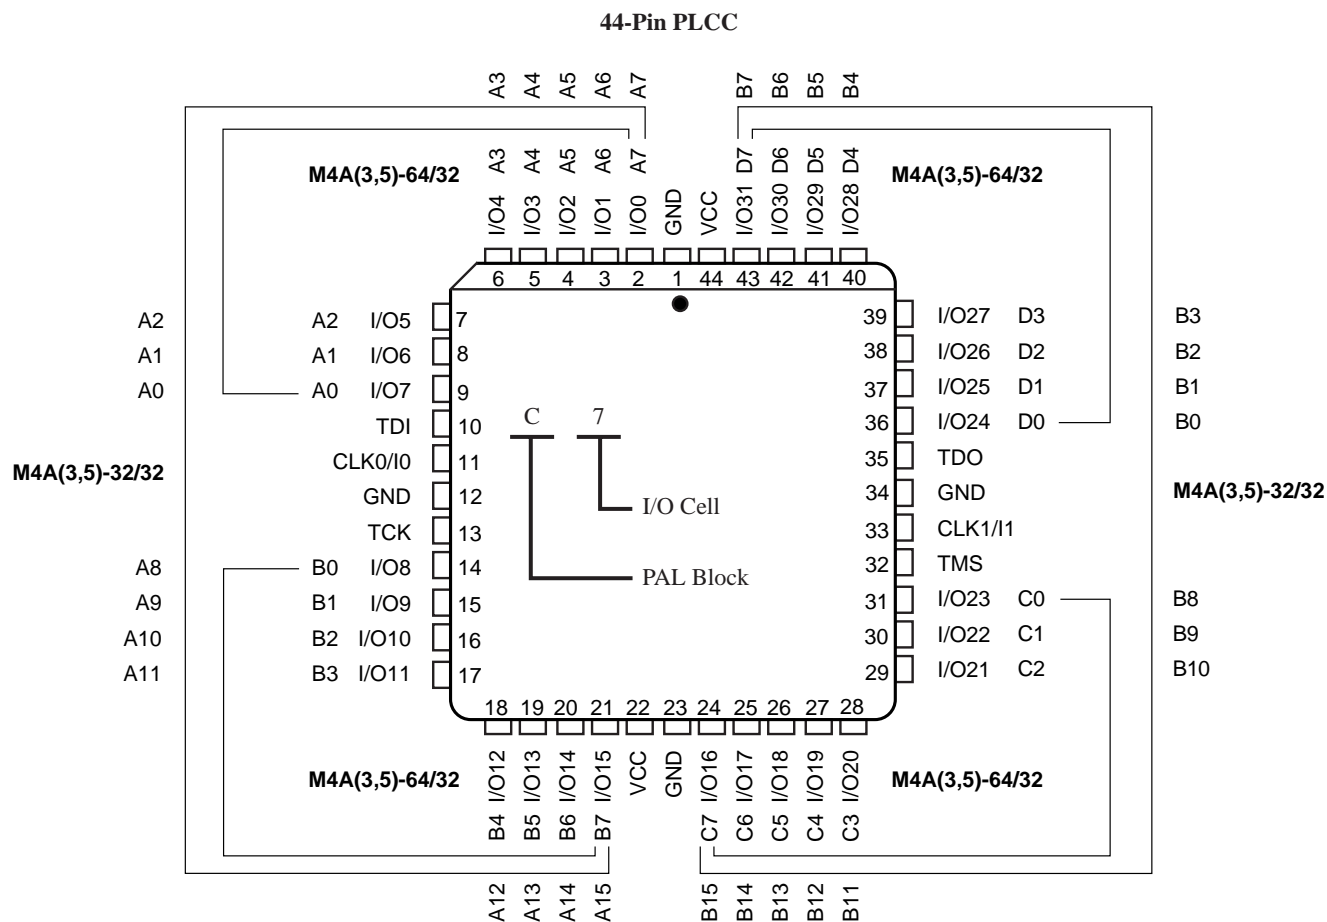 44-Pin PLCC
A3 A4 A5 A6 A7 B7 B6 B5 B4
M4A(3,5)-64/32 A3 A4 A5 A6 A7 D7 D6 D5 D4 M4A(3,5)-64/32
I/O4 I/O3 I/O2 I/O1 I/O0 GND VCC I/O31 I/O30 I/O29 I/O28
6 5 4 3 2 1 44 43 42 41 40
A2 A2 I/O5 7 39 I/O27 D3 B3
A1 A1 I/O6 8 38 I/O26 D2 B2
A0 A0 I/O7 9 37 I/O25 D1 B1
C 7
TDI 10 36 I/O24 D0 B0
CLK0/I0 11 35 TDO
M4A(3,5)-32/32 M4A(3,5)-32/32
GND 12 34 GND
I/O Cell
TCK 13 33 CLK1/I1
A8 B0 I/O8 14 32 TMS
PAL Block
A9 B1 I/O9 15 31 I/O23 C0 B8
A10 B2 I/O10 16 30 I/O22 C1 B9
A11 B3 I/O11 17 29 I/O21 C2 B10
18 19 20 21 22 23 24 25 26 27 28
I/O12 I/O13 I/O14 I/O15 VCC GND I/O16 I/O17 I/O18 I/O19 I/O20
M4A(3,5)-64/32 M4A(3,5)-64/32
B4 B5 B6 B7 C7 C6 C5 C4 C3
A12 A13 A14 A15 B15 B14 B13 B12 B11